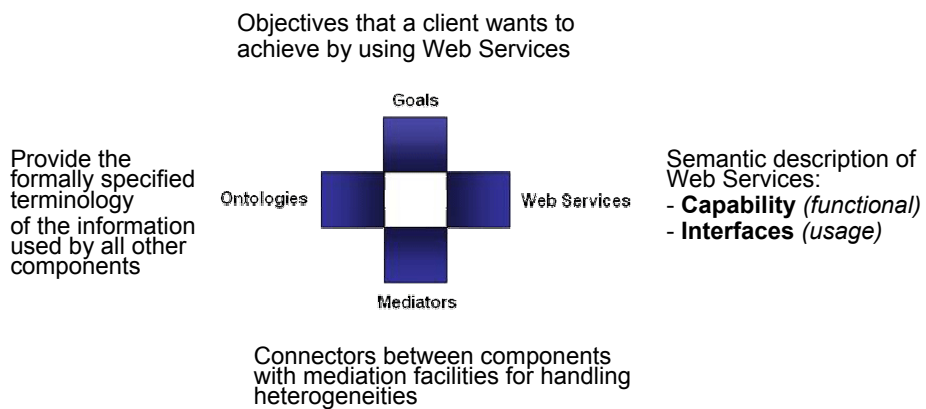 Objectives that a client wants to
achieve by using Web Services
Goals
Provide the
formally specified
terminology
of the information
used by all other
components
Ontologies
Web Services
Semantic description of
Web Services:
- Capability (functional)
- Interfaces (usage)
Mediators
Connectors between components
with mediation facilities for handling
heterogeneities